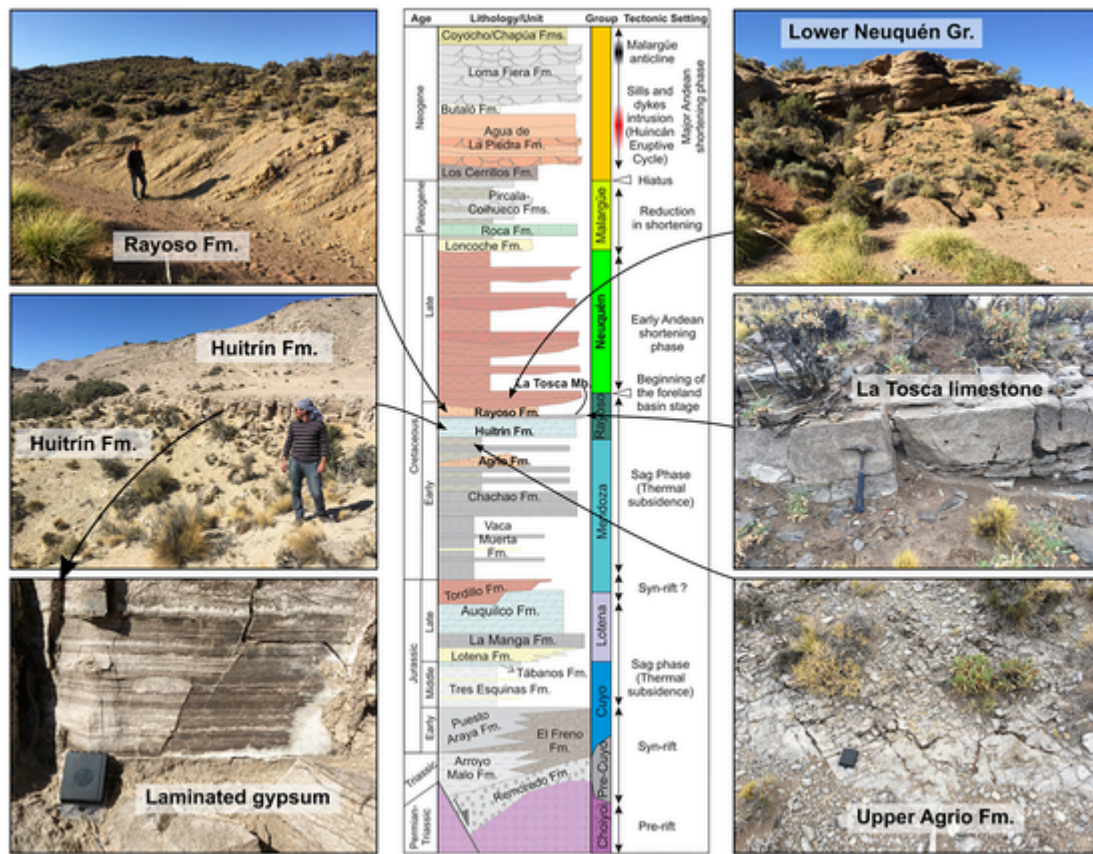 Rayoso Fm.
Huitrín Fm.
Huitrín Fm.
Laminated gypsum
Age
Lithology/Unit
Group
Tectonic Setting
Neogene
Paleogene
Cretaceous
Late
Early
Jurassic
Late
Middle
Early
Triassic
Permian-
Triassic
Coyocho/Chapúa Fms.
Loma Fiera Fm.
Butaló Fm.
Agua de
La Piedra Fm.
Los Cerrillos Fm.
Pircala-
Coihueco Fms.
Roca Fm.
Loncoche Fm.
La Tosca Mb.
Rayoso Fm.
Huitrín Fm.
Agrio Fm.
Chachao Fm.
Vaca
Muerta
Fm.
Tordillo Fm.
Auquilco Fm.
La Manga Fm.
Lotena Fm.
Tábanos Fm.
Tres Esquinas Fm.
Puesto
Araya Fm.
El Freno
Fm.
Arroyo
Malo Fm.
Remoredo Fm.
Malargüe
Neuquén
Rayoso
Mendoza
Lotena
Cuyo
Pre-Cuyo
Choiyoi
Malargüe
anticline
Sills and
dykes
intrusion
(Huincán
Eruptive
Cycle)
Major Andean
shortening phase
Hiatus
Reduction
in shortening
Early Andean
shortening
phase
Beginning of
the foreland
basin stage
Sag Phase
(Thermal
subsidence)
Syn-rift ?
Sag phase
(Thermal
subsidence)
Syn-rift
Pre-rift
Lower Neuquén Gr.
La Tosca limestone
Upper Agrio Fm.